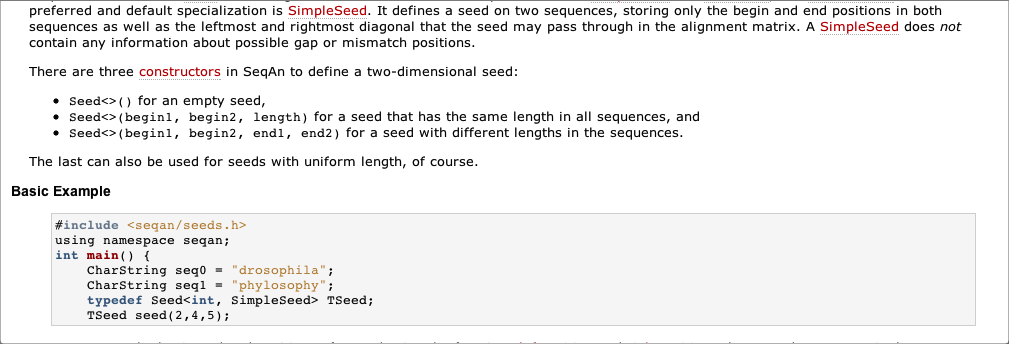 preferred and default specialization is SimpleSeed. It defines a seed on two sequences, storing only the begin and end positions in both
sequences as well as the leftmost and rightmost diagonal that the seed may pass through in the alignment matrix. A SimpleSeed does not
contain any information about possible gap or mismatch positions.
There are three constructors in SeqAn to define a two-dimensional seed:
• Seed<>() for an empty seed,
• Seed<>(begin1, begin2, length) for a seed that has the same length in all sequences, and
• Seed<>(begin1, begin2, end1, end2) for a seed with different lengths in the sequences.
The last can also be used for seeds with uniform length, of course.
Basic Example
#include <seqan/seeds.h>
using namespace seqan;
int main() {
    CharString seq0 = "drosophila";
    CharString seq1 = "phylosophy";
    typedef Seed<int, SimpleSeed> TSeed;
    TSeed seed(2,4,5);